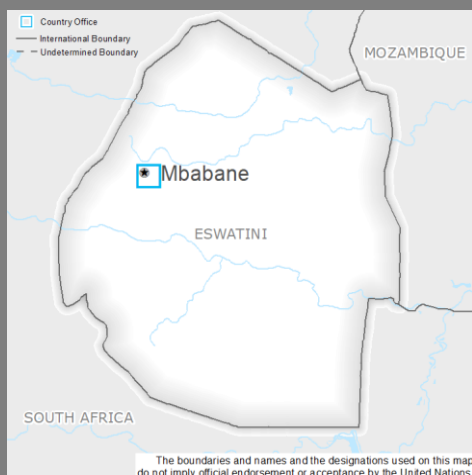 Country Office
International Boundary
Undetermined Boundary
MOZAMBIQUE
Mbabane
ESWATINI
SOUTH AFRICA
The boundaries and names and the designations used on this map
do not imply official endorsement or acceptance by the United Nations.